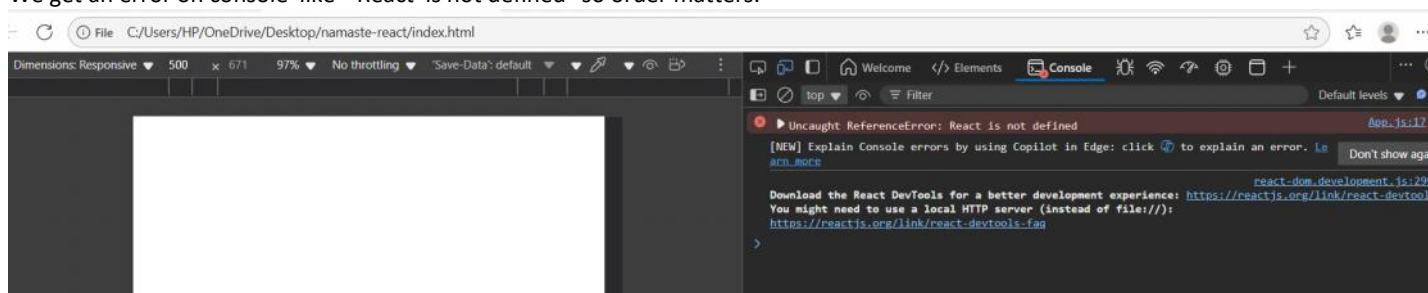 We get an error on console like "React is not defined" so order matters.
File C:/Users/HP/OneDrive/Desktop/namaste-react/index.html
Dimensions: Responsive 500 x 671 97% No throttling 'Save-Data': default
Welcome </> Elements Console
top Filter Default levels
Uncaught ReferenceError: React is not defined App.js:17
[NEW] Explain Console errors by using Copilot in Edge: click to explain an error. Le
arn more
Don't show aga
react-dom.development.js:299
Download the React DevTools for a better development experience: https://reactjs.org/link/react-devtool
You might need to use a local HTTP server (instead of file://):
https://reactjs.org/link/react-devtools-faq